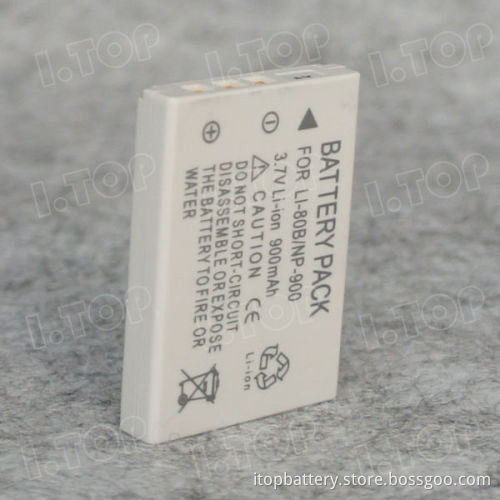 BATTERY PACK
FOR LI-80B/NP-900
3.7V Li-ion 900mAh
CAUTION CE
DO NOT SHORT-CIRCUIT
DISASSEMBLE OR EXPOSE
THE BATTERY TO FIRE OR
WATER
Li-ion
I.TOP
I.TOP
I.TOP
I.TOP
I.TOP
I.TOP
I.TOP
I.TOP
I.TOP
itopbattery.store.bossgoo.com